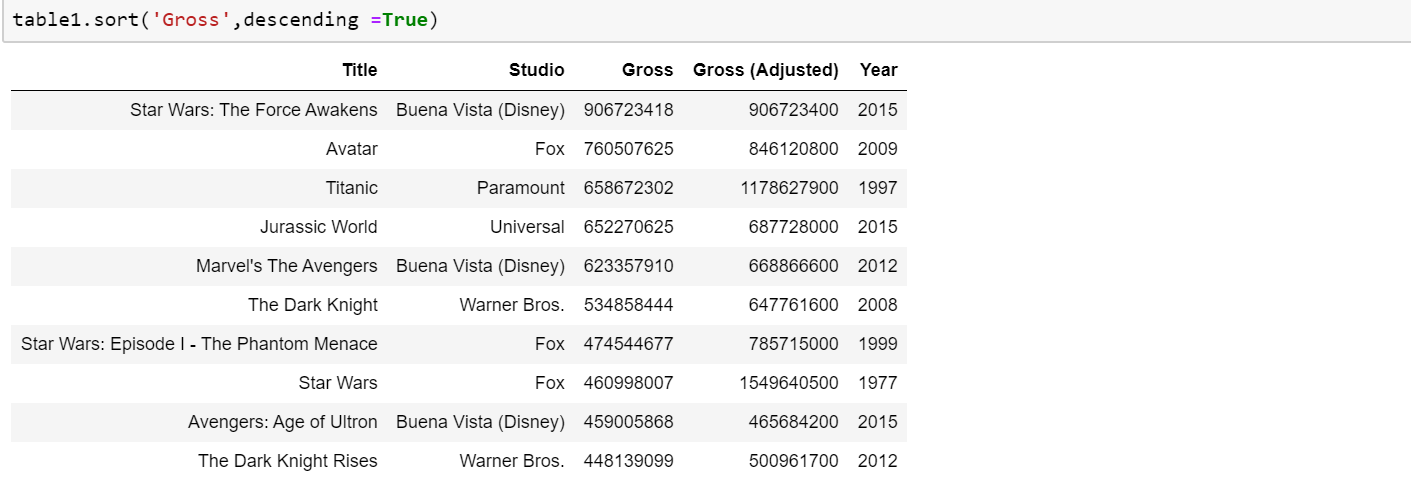 table1.sort('Gross',descending =True)
Title Studio Gross Gross (Adjusted) Year
Star Wars: The Force Awakens Buena Vista (Disney) 906723418 906723400 2015
Avatar Fox 760507625 846120800 2009
Titanic Paramount 658672302 1178627900 1997
Jurassic World Universal 652270625 687728000 2015
Marvel's The Avengers Buena Vista (Disney) 623357910 668866600 2012
The Dark Knight Warner Bros. 534858444 647761600 2008
Star Wars: Episode I - The Phantom Menace Fox 474544677 785715000 1999
Star Wars Fox 460998007 1549640500 1977
Avengers: Age of Ultron Buena Vista (Disney) 459005868 465684200 2015
The Dark Knight Rises Warner Bros. 448139099 500961700 2012